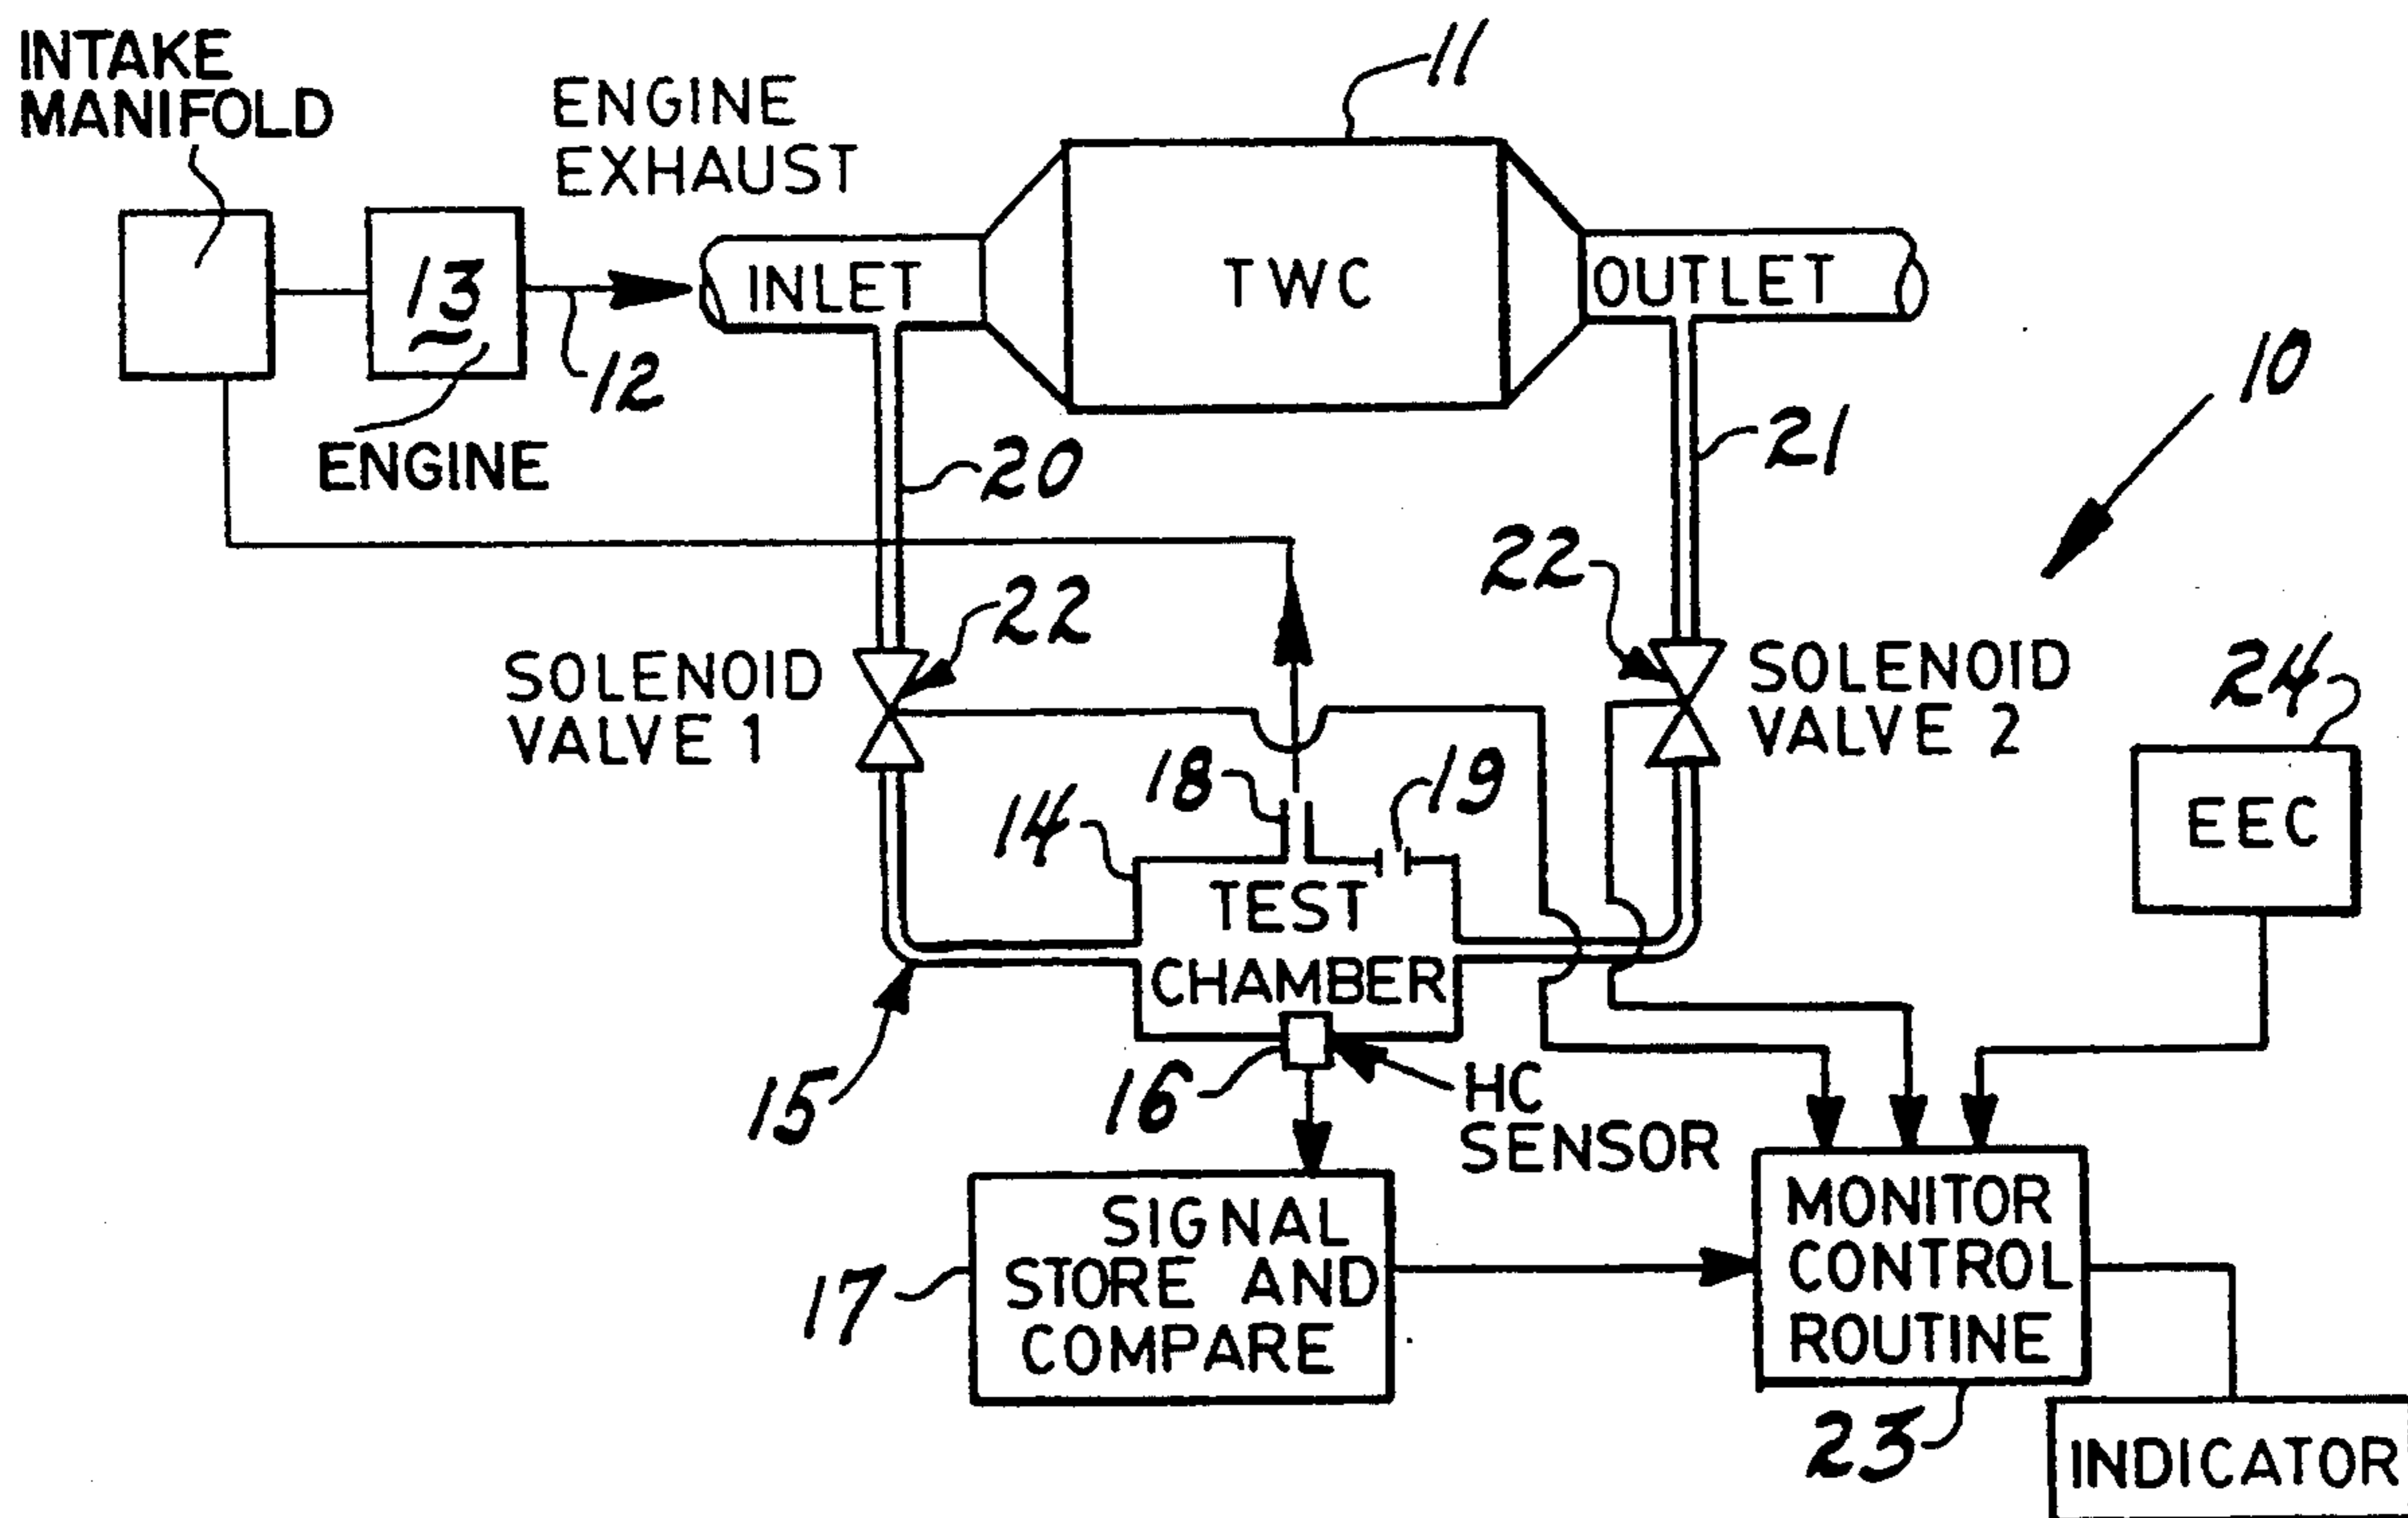 INTAKE
MANIFOLD
ENGINE
EXHAUST
11
13
12
INLET
TWC
OUTLET
10
ENGINE
20
21
22
22
SOLENOID
VALVE 1
SOLENOID
VALVE 2
24
EEC
18
19
14
TEST
CHAMBER
15
16
HC
SENSOR
17
SIGNAL
STORE AND
COMPARE
MONITOR
CONTROL
ROUTINE
23
INDICATOR